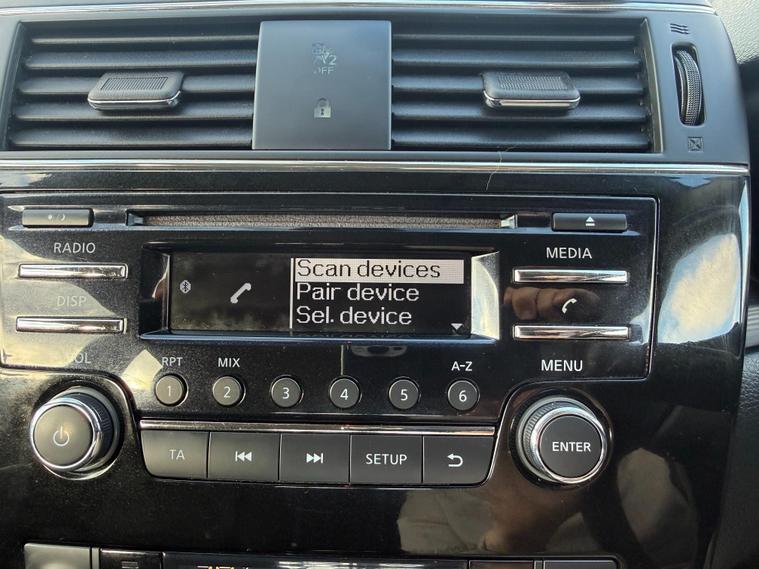 OFF
RADIO
MEDIA
Scan devices
Pair device
Sel. device
DISP
RPT
MIX
A-Z
MENU
1
2
3
4
5
6
TA
SETUP
ENTER